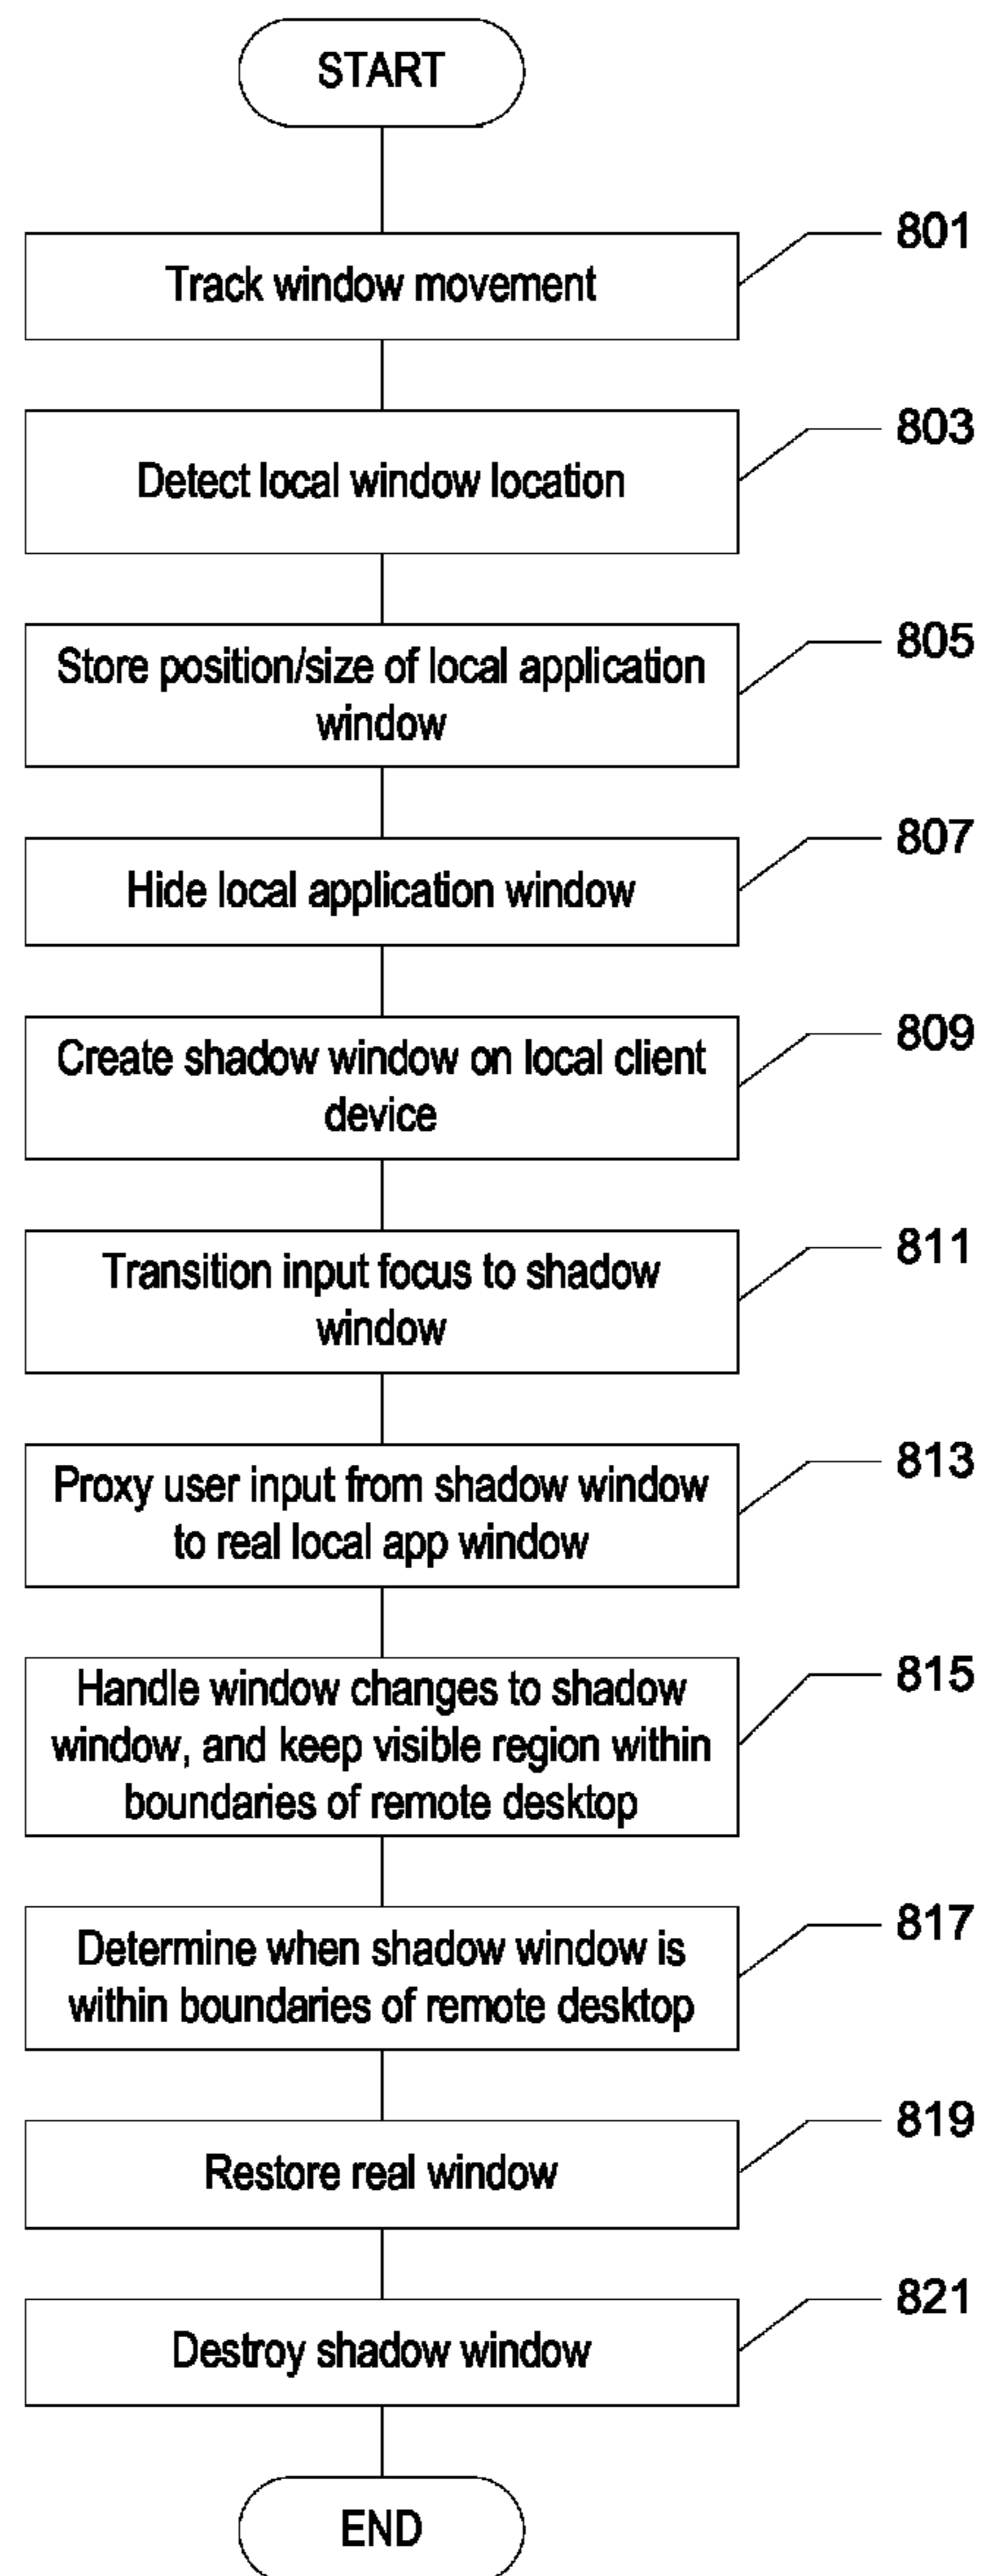 START
801
Track window movement
803
Detect local window location
805
Store position/size of local application
window
807
Hide local application window
809
Create shadow window on local client
device
811
Transition input focus to shadow
window
813
Proxy user input from shadow window
to real local app window
815
Handle window changes to shadow
window, and keep visible region within
boundaries of remote desktop
817
Determine when shadow window is
within boundaries of remote desktop
819
Restore real window
821
Destroy shadow window
END